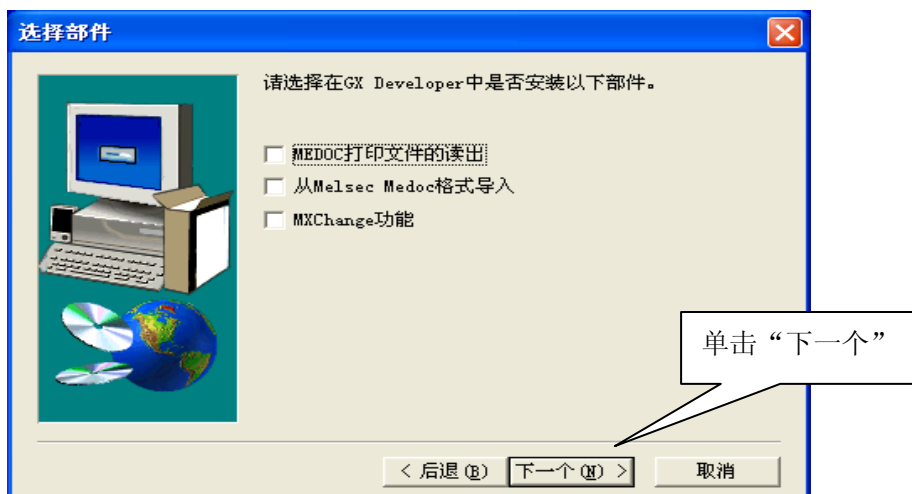 选择部件
请选择在GX Developer中是否安装以下部件。
MEDOC打印文件的读出
从Melsec Medoc格式导入
MXChange功能
单击“下一个”
< 后退(B)
下一个(N) >
取消